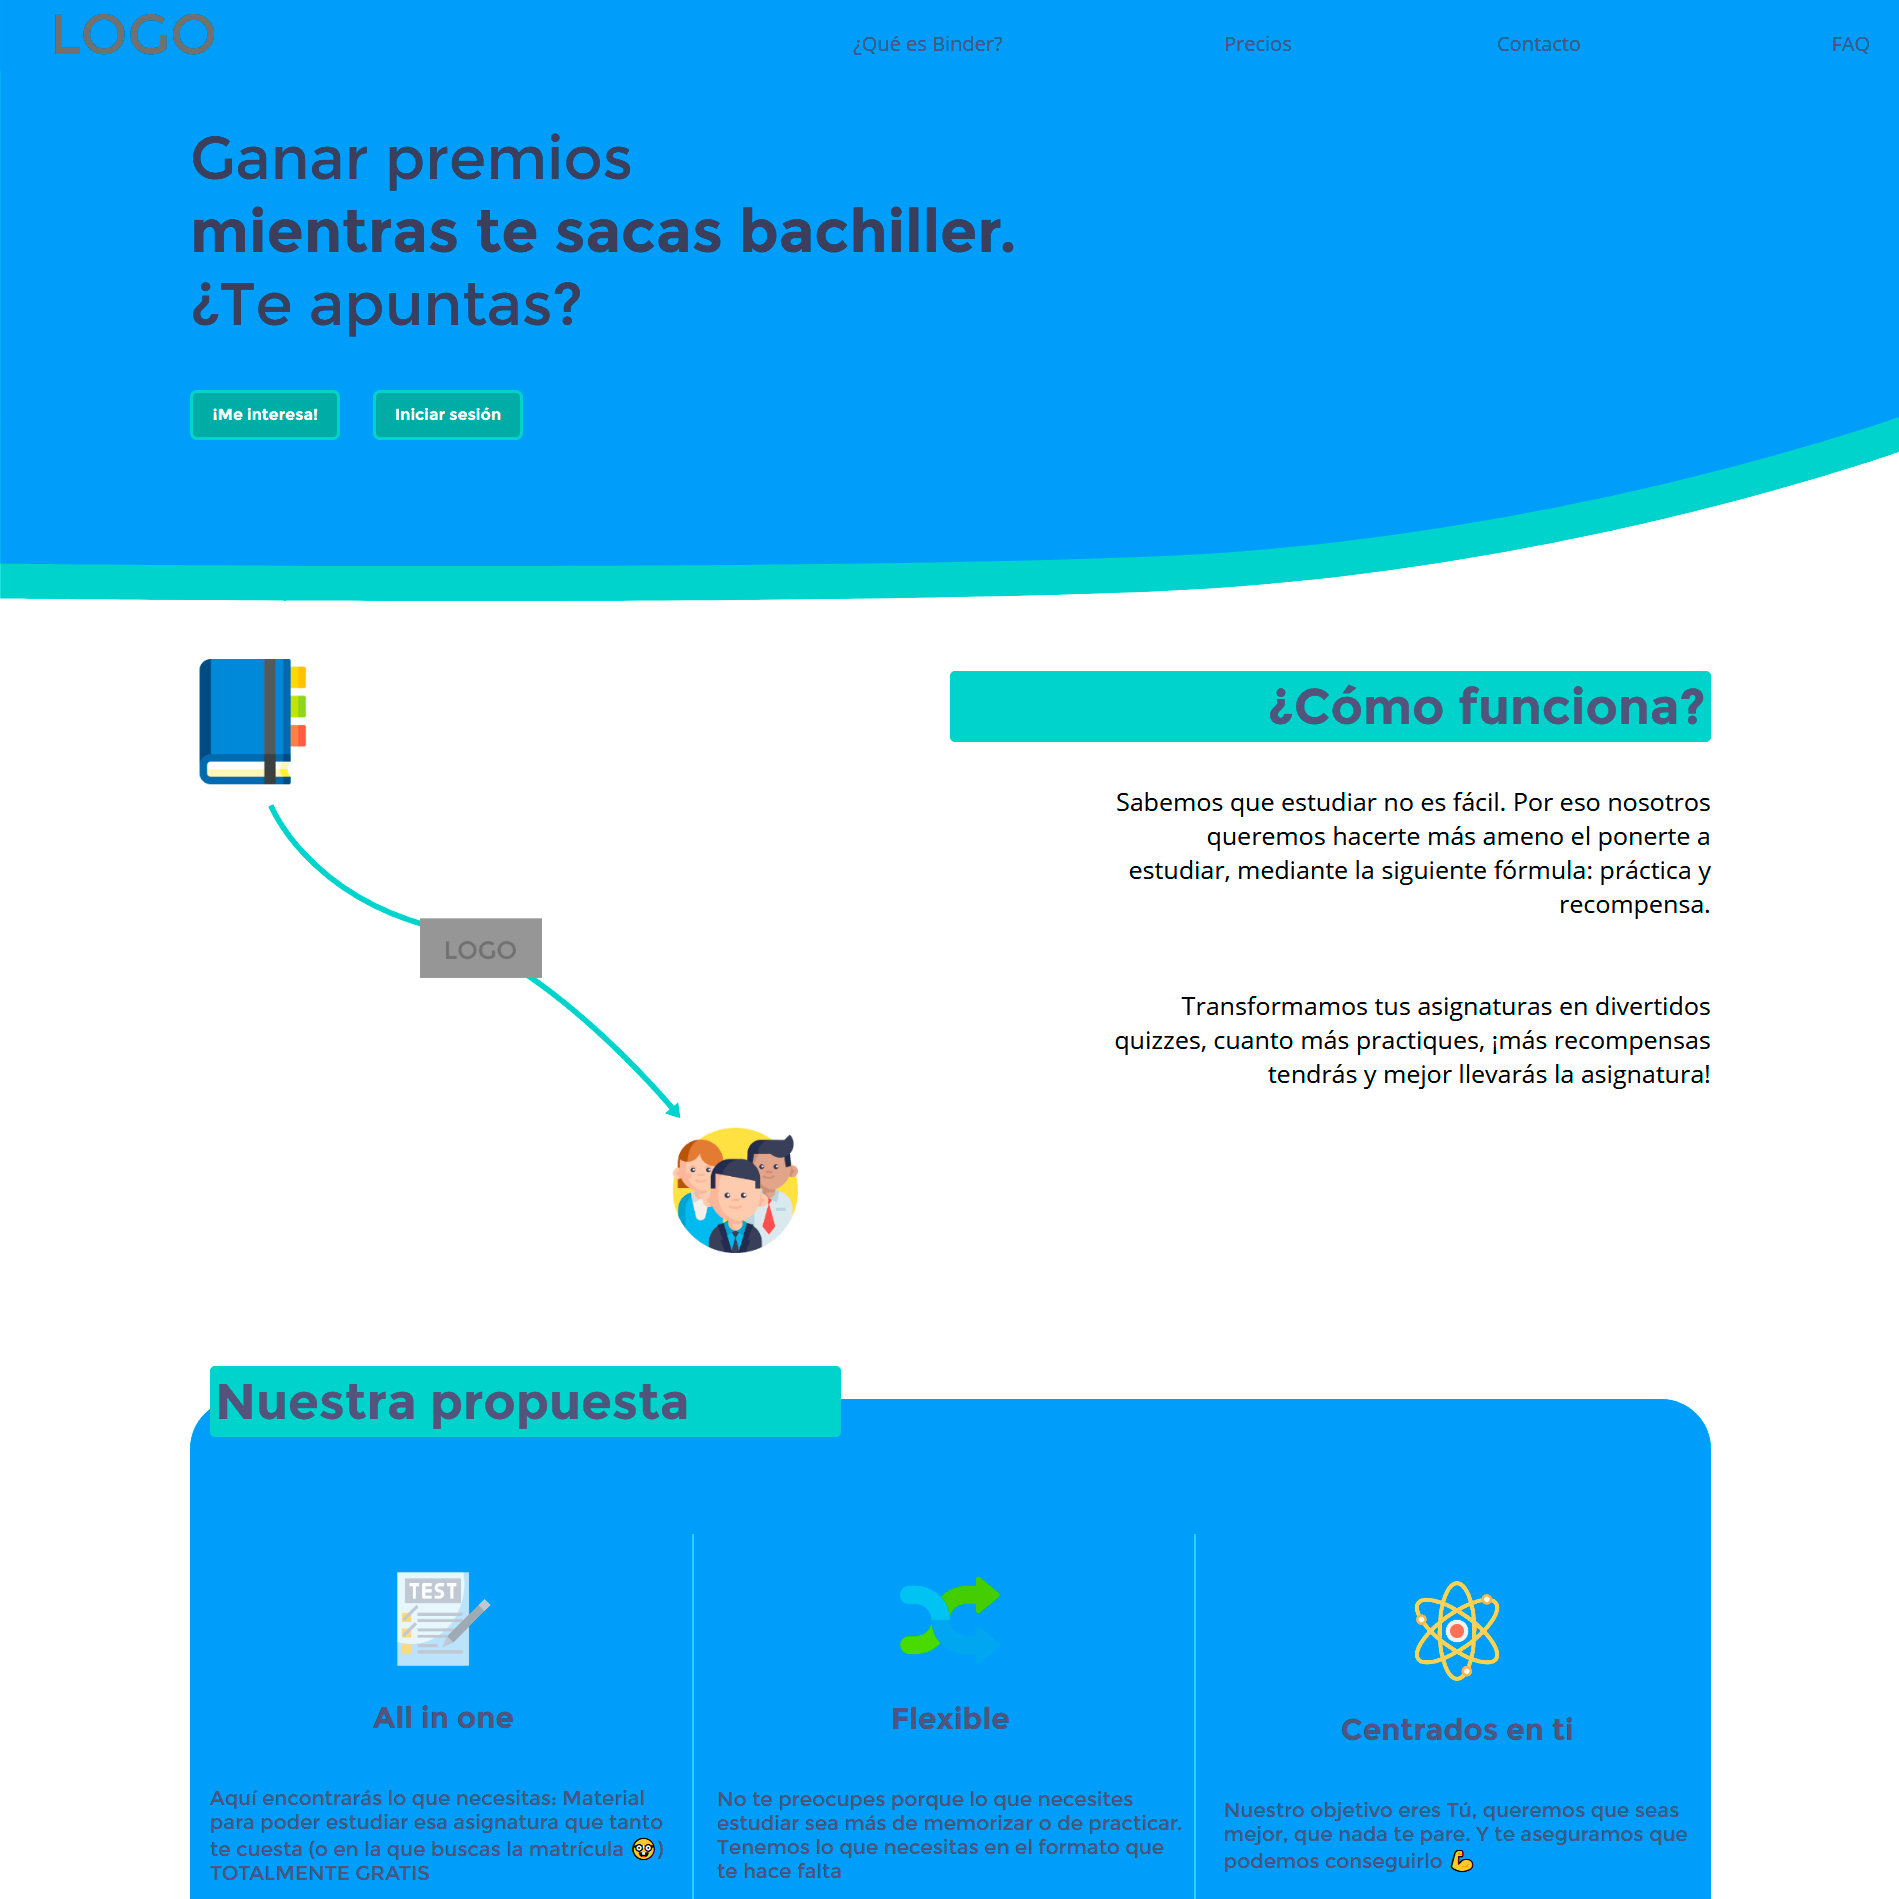 LOGO
¿Qué es Binder?
Precios
Contacto
FAQ
Ganar premios
mientras te sacas bachiller.
¿Te apuntas?
¡Me interesa!
Iniciar sesión
¿Cómo funciona?
Sabemos que estudiar no es fácil. Por eso nosotros
queremos hacerte más ameno el ponerte a
estudiar, mediante la siguiente fórmula: práctica y
recompensa.
Transformamos tus asignaturas en divertidos
quizzes, cuanto más practiques, ¡más recompensas
tendrás y mejor llevarás la asignatura!
LOGO
Nuestra propuesta
TEST
All in one
Aquí encontrarás lo que necesitas: Material
para poder estudiar esa asignatura que tanto
te cuesta (o en la que buscas la matrícula 🤓)
TOTALMENTE GRATIS
Flexible
No te preocupes porque lo que necesites
estudiar sea más de memorizar o de practicar.
Tenemos lo que necesitas en el formato que
te hace falta
Centrados en ti
Nuestro objetivo eres Tú, queremos que seas
mejor, que nada te pare. Y te aseguramos que
podemos conseguirlo 💪